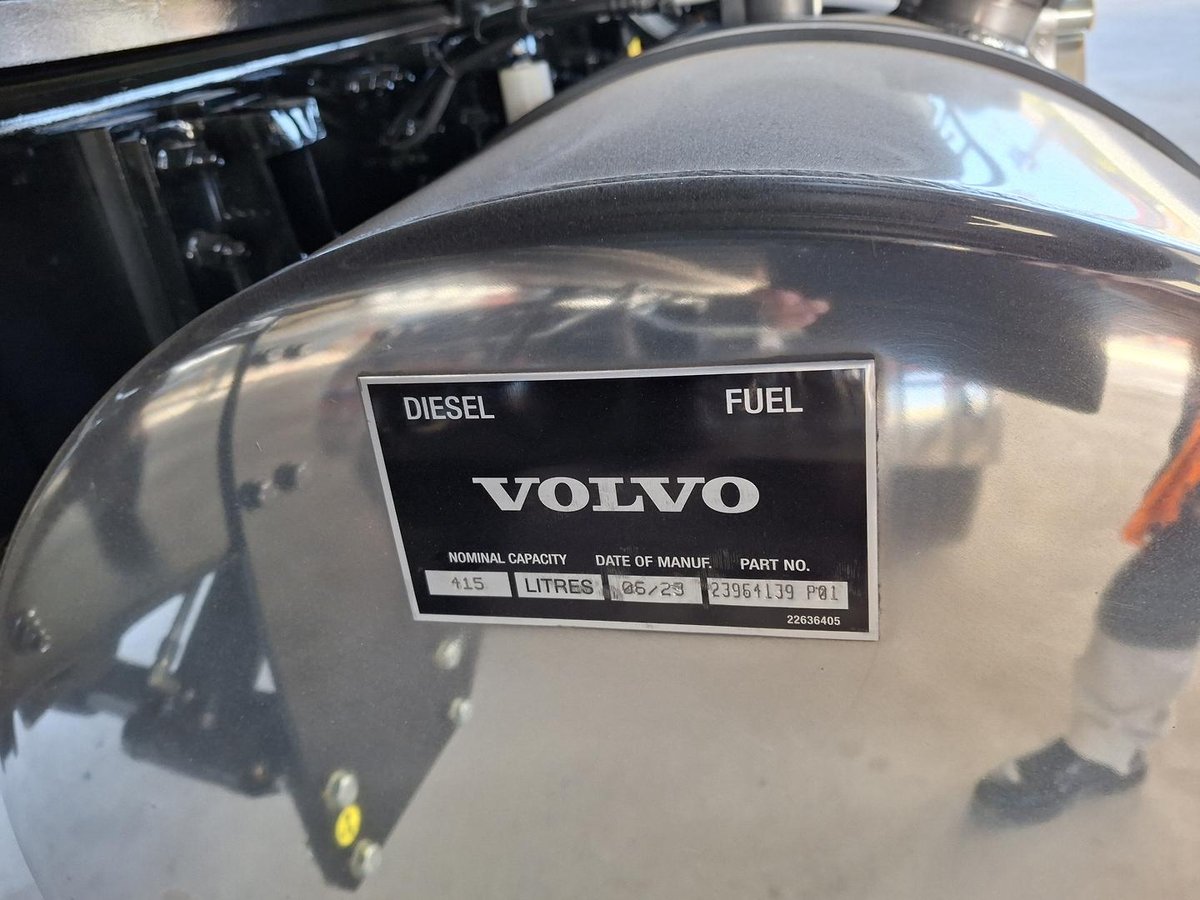 DIESEL FUEL
VOLVO
NOMINAL CAPACITY DATE OF MANUF. PART NO.
415 LITRES 06/23 23964139 P01
22636405